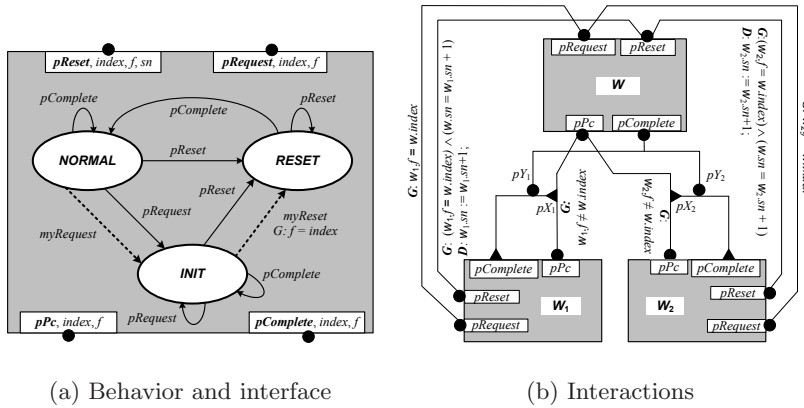 pReset, index, f, sn
pRequest, index, f
pComplete
pComplete
pReset
NORMAL
pReset
RESET
pReset
pRequest
myRequest
myReset
G: f = index
INIT
pComplete
pRequest
pPc, index, f
pComplete, index, f
(a) Behavior and interface
pRequest
pReset
W
pPc
pComplete
G: w₁.f = w.index
G: (w₁.f = w.index) ∧ (w.sn = w₁.sn + 1)
D: w₁.sn := w₁.sn+1;
G:(w₂.f = w.index) ∧ (w.sn = w₂.sn + 1)
D: w₂.sn := w₂.sn+1;
pY₁
pY₂
pX₁
pX₂
G:
w₁.f ≠ w.index
G:
w₂.f ≠ w.index
pComplete
pPc
pReset
W₁
pRequest
pPc
pComplete
pReset
W₂
pRequest
(b) Interactions